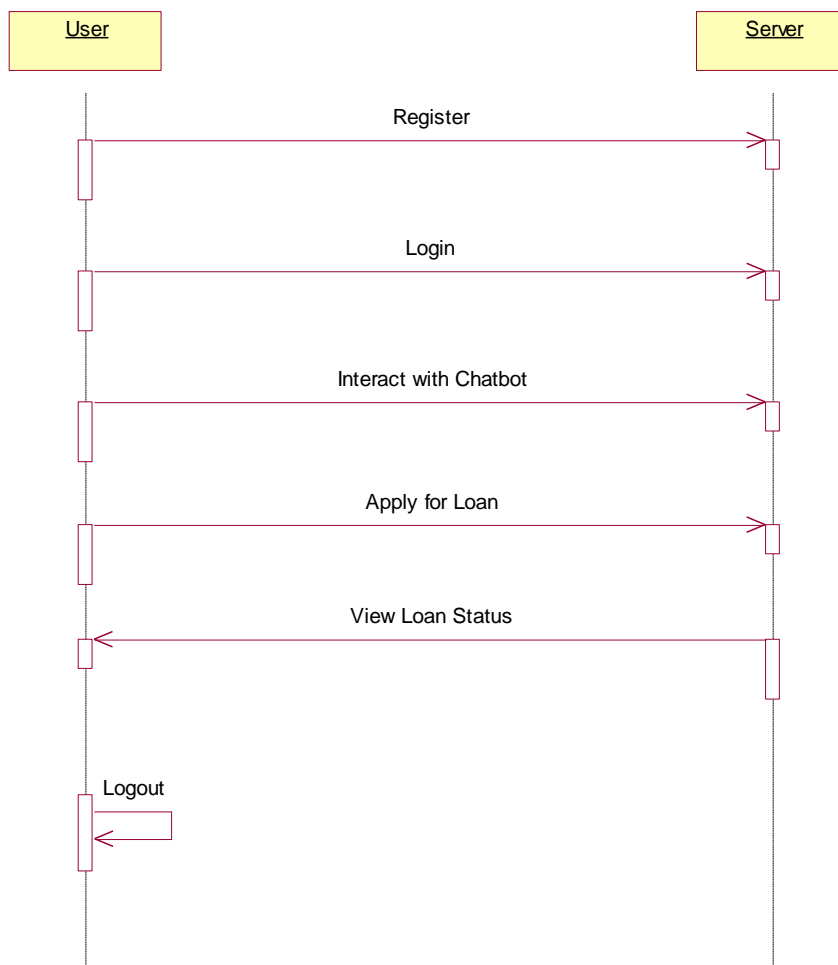 User
Server
Register
Login
Interact with Chatbot
Apply for Loan
View Loan Status
Logout